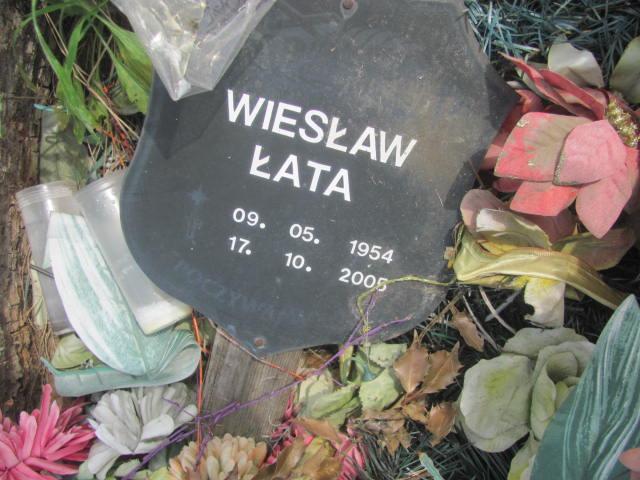 WIESŁAW
ŁATA
09. 05. 1954
17. 10. 2005